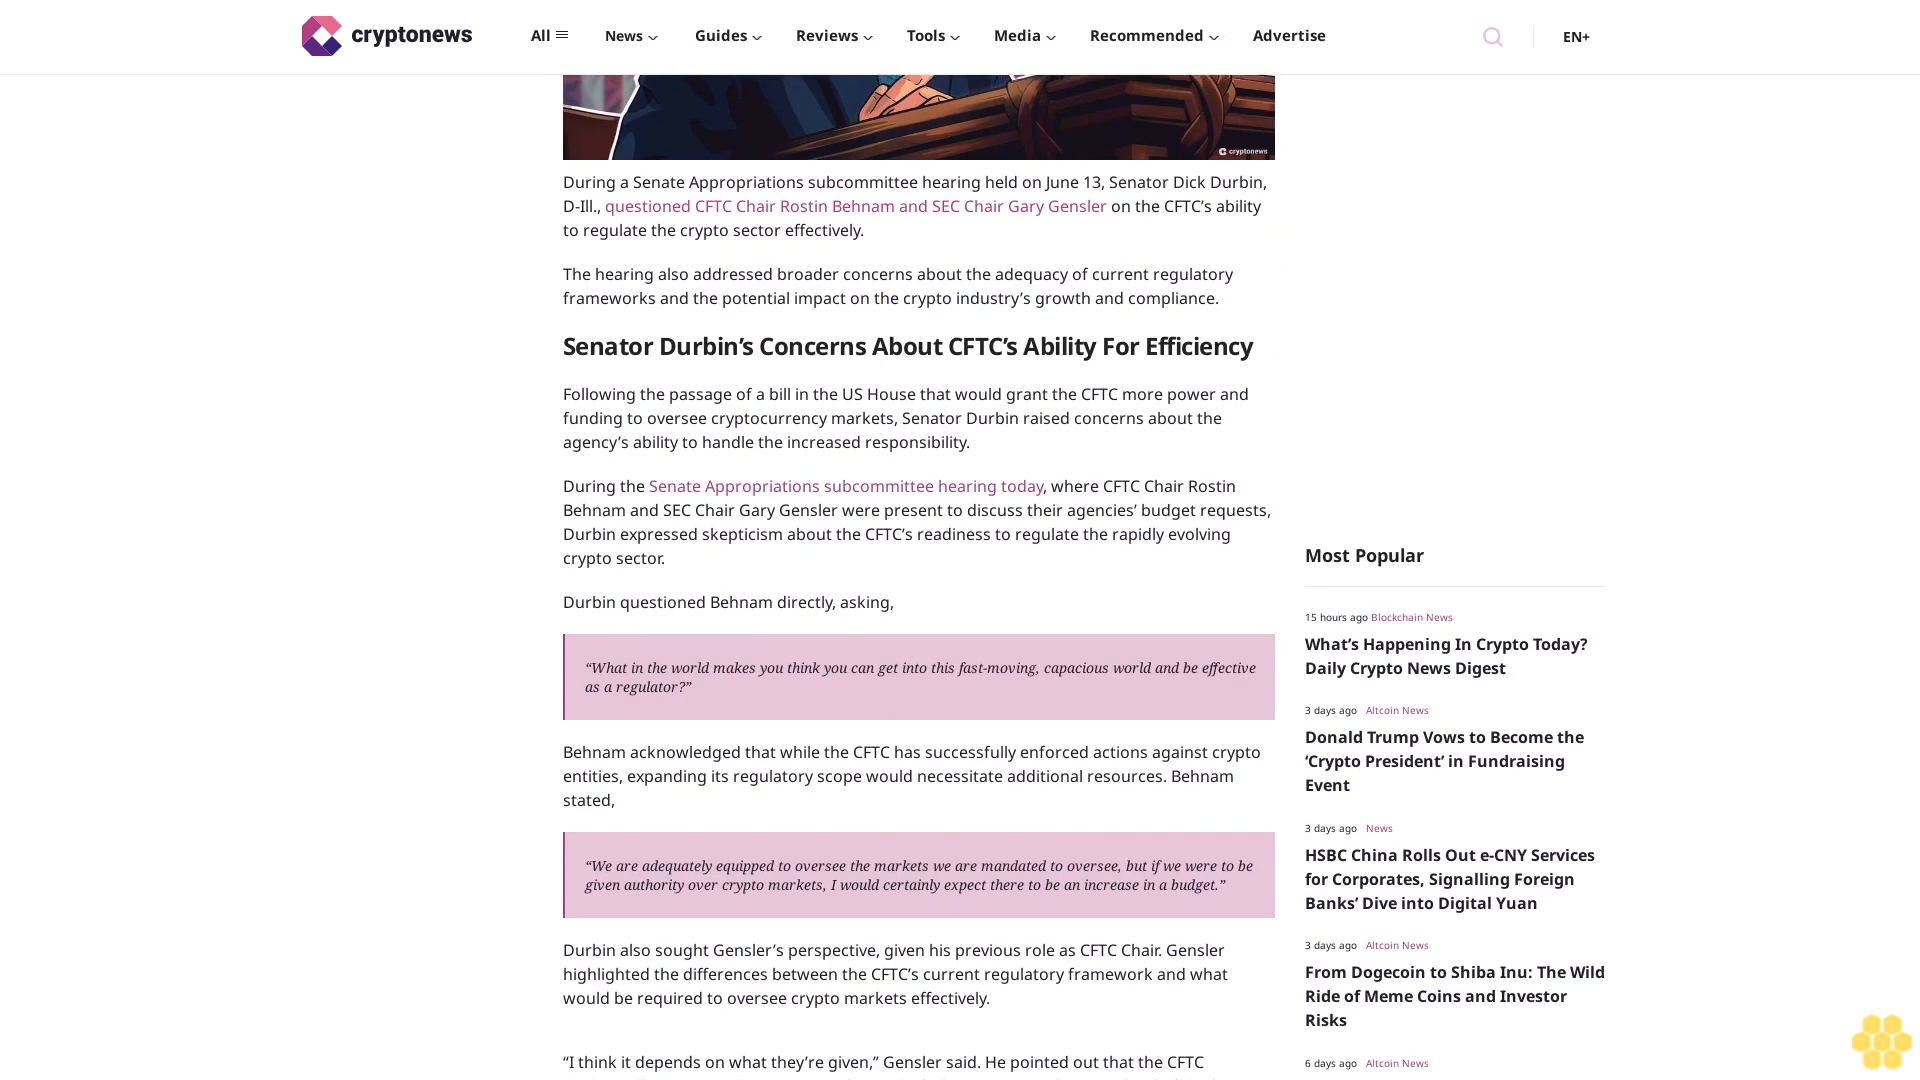 cryptonews
All
News
Guides
Reviews
Tools
Media
Recommended
Advertise
EN+
cryptonews
During a Senate Appropriations subcommittee hearing held on June 13, Senator Dick Durbin,
D-Ill., questioned CFTC Chair Rostin Behnam and SEC Chair Gary Gensler on the CFTC’s ability
to regulate the crypto sector effectively.
The hearing also addressed broader concerns about the adequacy of current regulatory
frameworks and the potential impact on the crypto industry’s growth and compliance.
Senator Durbin’s Concerns About CFTC’s Ability For Efficiency
Following the passage of a bill in the US House that would grant the CFTC more power and
funding to oversee cryptocurrency markets, Senator Durbin raised concerns about the
agency’s ability to handle the increased responsibility.
During the Senate Appropriations subcommittee hearing today, where CFTC Chair Rostin
Behnam and SEC Chair Gary Gensler were present to discuss their agencies’ budget requests,
Durbin expressed skepticism about the CFTC’s readiness to regulate the rapidly evolving
crypto sector.
Durbin questioned Behnam directly, asking,
“What in the world makes you think you can get into this fast-moving, capacious world and be effective
as a regulator?”
Behnam acknowledged that while the CFTC has successfully enforced actions against crypto
entities, expanding its regulatory scope would necessitate additional resources. Behnam
stated,
“We are adequately equipped to oversee the markets we are mandated to oversee, but if we were to be
given authority over crypto markets, I would certainly expect there to be an increase in a budget.”
Durbin also sought Gensler’s perspective, given his previous role as CFTC Chair. Gensler
highlighted the differences between the CFTC’s current regulatory framework and what
would be required to oversee crypto markets effectively.
“I think it depends on what they’re given,” Gensler said. He pointed out that the CFTC
Most Popular
15 hours ago Blockchain News
What’s Happening In Crypto Today?
Daily Crypto News Digest
3 days ago Altcoin News
Donald Trump Vows to Become the
‘Crypto President’ in Fundraising
Event
3 days ago News
HSBC China Rolls Out e-CNY Services
for Corporates, Signalling Foreign
Banks’ Dive into Digital Yuan
3 days ago Altcoin News
From Dogecoin to Shiba Inu: The Wild
Ride of Meme Coins and Investor
Risks
6 days ago Altcoin News